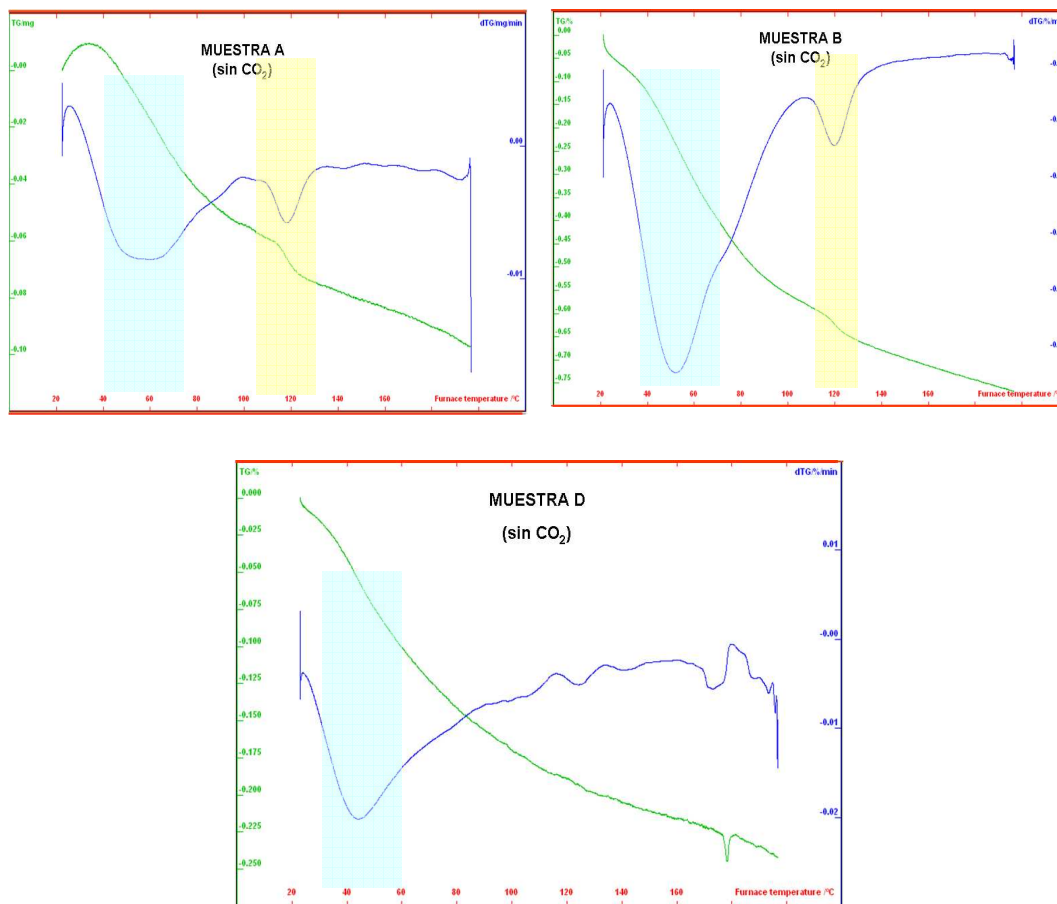 TG/mg
MUESTRA A
(sin CO2)
dTG/mg/min
-0.00
-0.02
-0.04
-0.06
-0.08
-0.10
0.00
-0.01
20 40 60 80 100 120 140 160
Furnace temperature /°C
TG/%
MUESTRA B
(sin CO2)
dTG/%/min
0.00
-0.05
-0.10
-0.15
-0.20
-0.25
-0.30
-0.35
-0.40
-0.45
-0.50
-0.55
-0.60
-0.65
-0.70
-0.75
20 40 60 80 100 120 140 160
Furnace temperature /°
TG/%
MUESTRA D
(sin CO2)
dTG/%/min
0.000
-0.025
-0.050
-0.075
-0.100
-0.125
-0.150
-0.175
-0.200
-0.225
-0.250
0.01
-0.00
-0.01
-0.02
20 40 60 80 100 120 140 160
Furnace temperature /°C